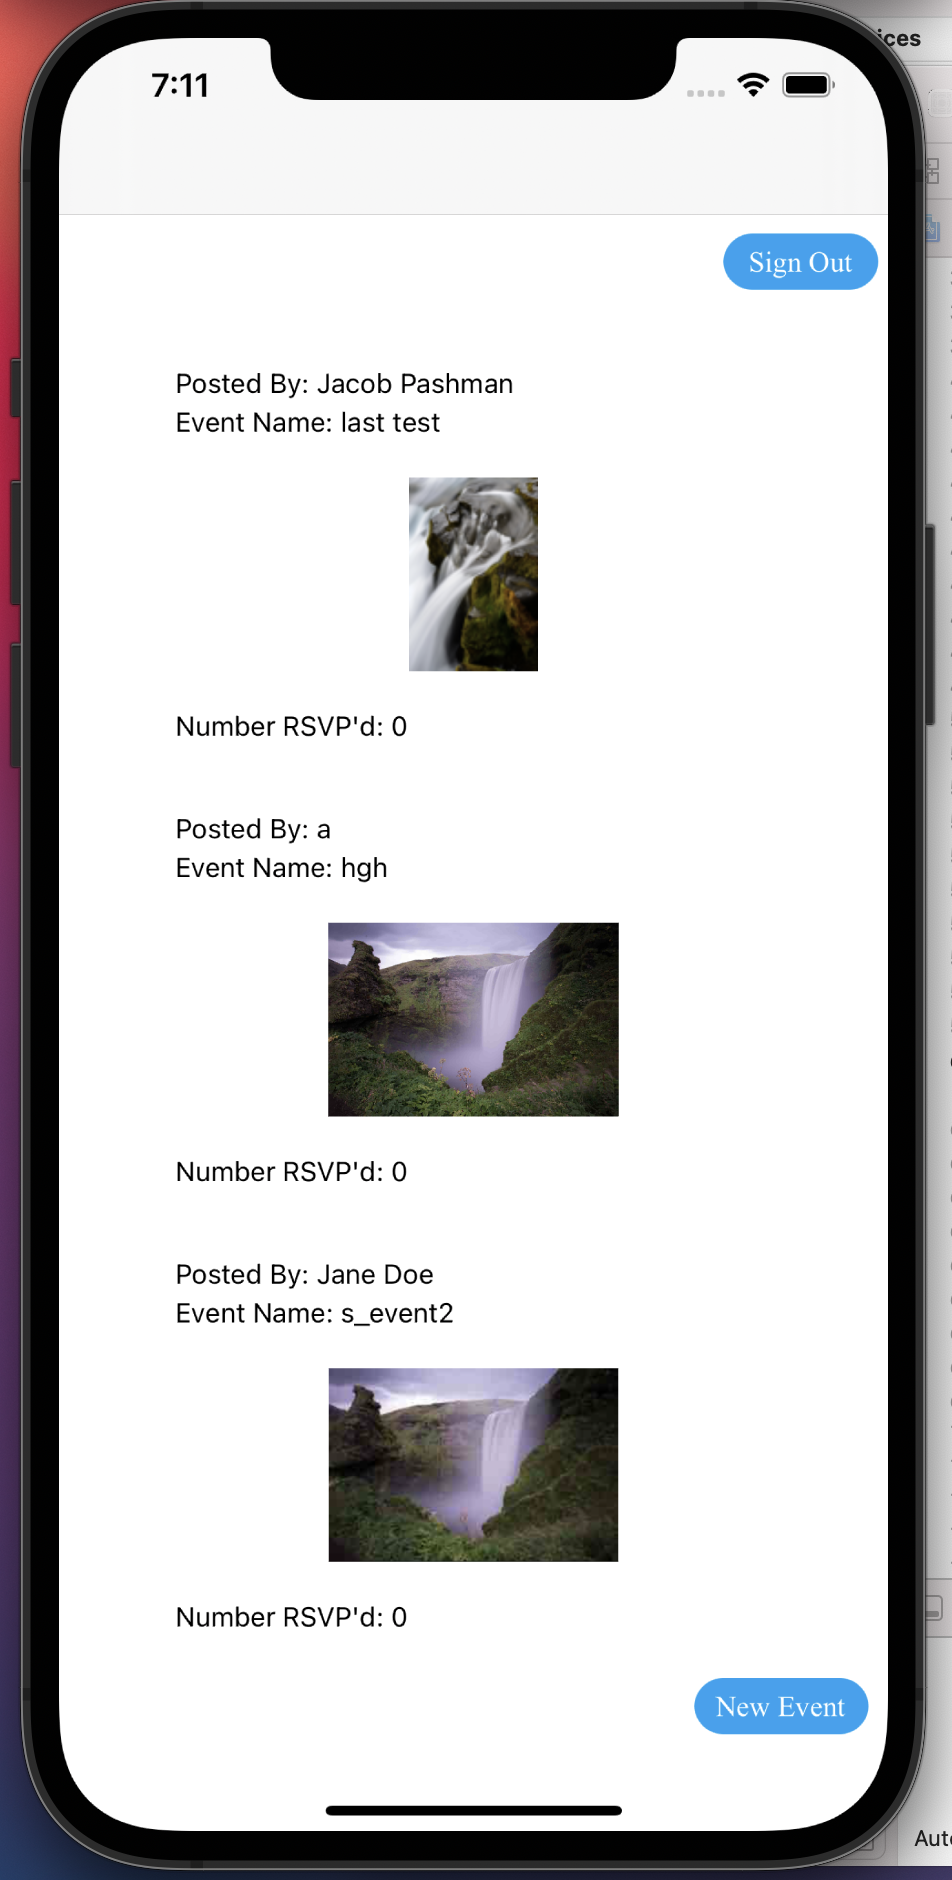 ices
7:11
Sign Out
Posted By: Jacob Pashman
Event Name: last test
Number RSVP'd: 0
Posted By: a
Event Name: hgh
Number RSVP'd: 0
Posted By: Jane Doe
Event Name: s_event2
Number RSVP'd: 0
New Event
Aut